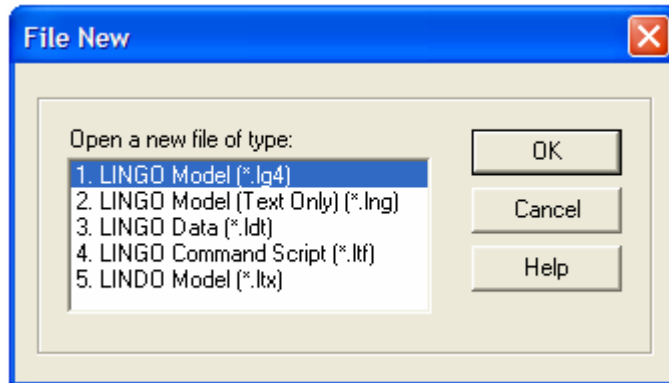 File New
Open a new file of type:
1. LINGO Model (*.lg4)
2. LINGO Model (Text Only) (*.lng)
3. LINGO Data (*.ldt)
4. LINGO Command Script (*.ltf)
5. LINDO Model (*.ltx)
OK
Cancel
Help